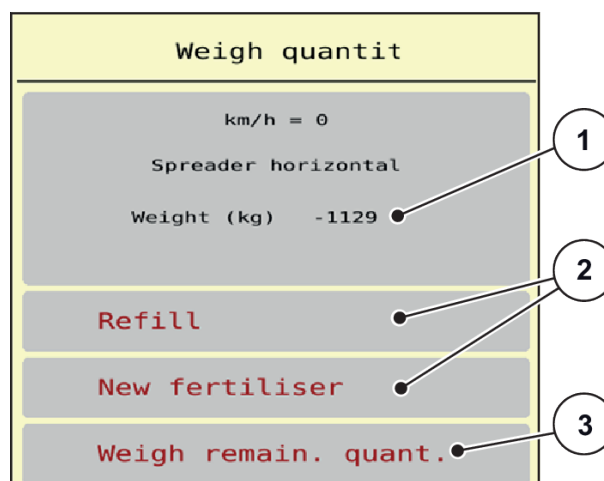 Weigh quantit
km/h = 0
Spreader horizontal
Weight (kg) -1129
1
2
Refill
New fertiliser
3
Weigh remain. quant.